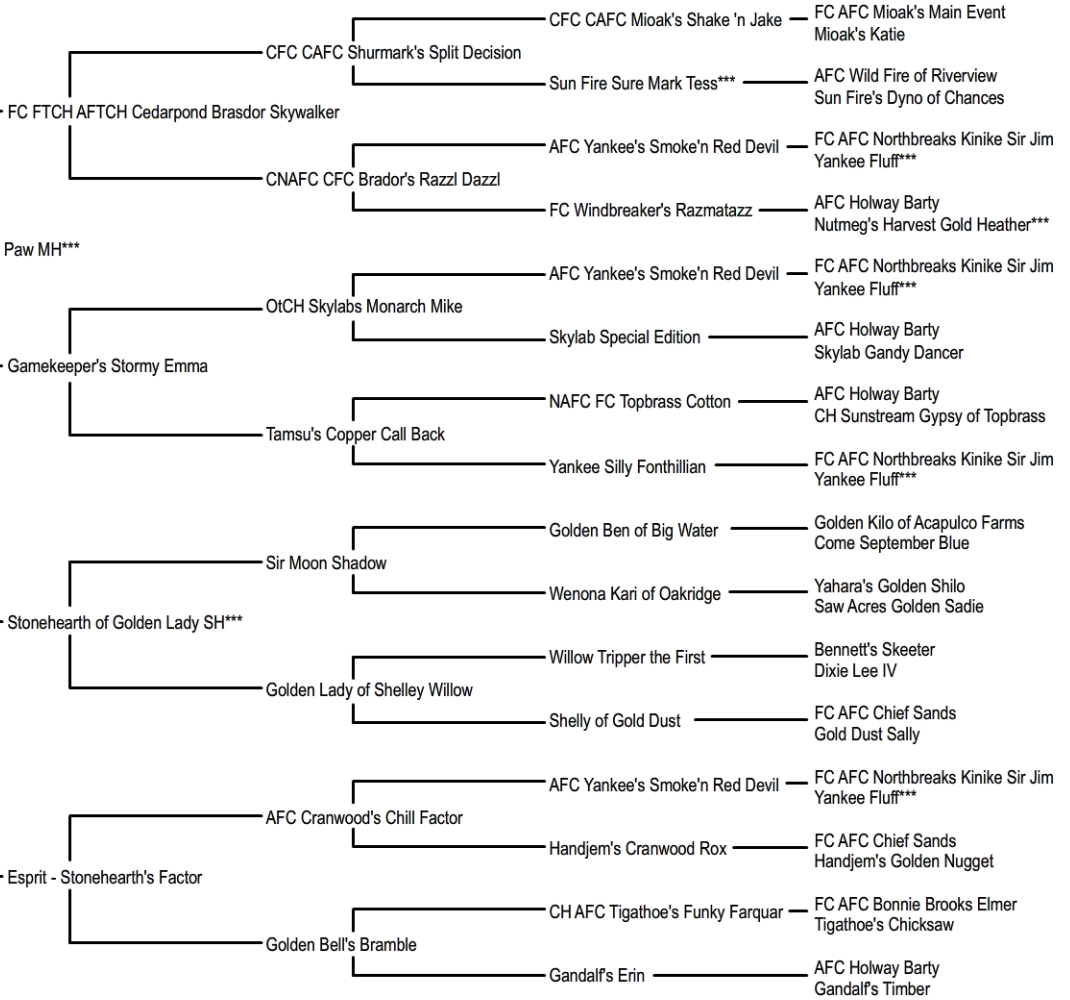 CFC CAFC Mioak's Shake 'n Jake
FC AFC Mioak's Main Event
Mioak's Katie
CFC CAFC Shurmark's Split Decision
Sun Fire Sure Mark Tess***
AFC Wild Fire of Riverview
Sun Fire's Dyno of Chances
FC FTCH AFTCH Cedarpond Brasdor Skywalker
AFC Yankee's Smoke'n Red Devil
FC AFC Northbreaks Kinike Sir Jim
Yankee Fluff***
CNAFC CFC Brador's Razzl Dazzl
FC Windbreaker's Razmatazz
AFC Holway Barty
Nutmeg's Harvest Gold Heather***
Paw MH***
AFC Yankee's Smoke'n Red Devil
FC AFC Northbreaks Kinike Sir Jim
Yankee Fluff***
OtCH Skylabs Monarch Mike
Skylab Special Edition
AFC Holway Barty
Skylab Gandy Dancer
Gamekeeper's Stormy Emma
NAFC FC Topbrass Cotton
AFC Holway Barty
CH Sunstream Gypsy of Topbrass
Tamsu's Copper Call Back
Yankee Silly Fonthillian
FC AFC Northbreaks Kinike Sir Jim
Yankee Fluff***
Golden Ben of Big Water
Golden Kilo of Acapulco Farms
Come September Blue
Sir Moon Shadow
Wenona Kari of Oakridge
Yahara's Golden Shilo
Saw Acres Golden Sadie
Stonehearth of Golden Lady SH***
Willow Tripper the First
Bennett's Skeeter
Dixie Lee IV
Golden Lady of Shelley Willow
Shelly of Gold Dust
FC AFC Chief Sands
Gold Dust Sally
AFC Yankee's Smoke'n Red Devil
FC AFC Northbreaks Kinike Sir Jim
Yankee Fluff***
AFC Cranwood's Chill Factor
Handjem's Cranwood Rox
FC AFC Chief Sands
Handjem's Golden Nugget
Esprit - Stonehearth's Factor
CH AFC Tigathoe's Funky Farquar
FC AFC Bonnie Brooks Elmer
Tigathoe's Chicksaw
Golden Bell's Bramble
Gandalf's Erin
AFC Holway Barty
Gandalf's Timber